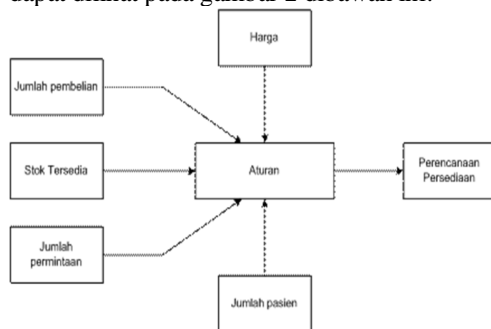 dapat dilihat pada gambar 2 dibawah ini:
Harga
Jumlah pembelian
Stok Tersedia
Aturan
Perencanaan
Persediaan
Jumlah
permintaan
Jumlah pasien